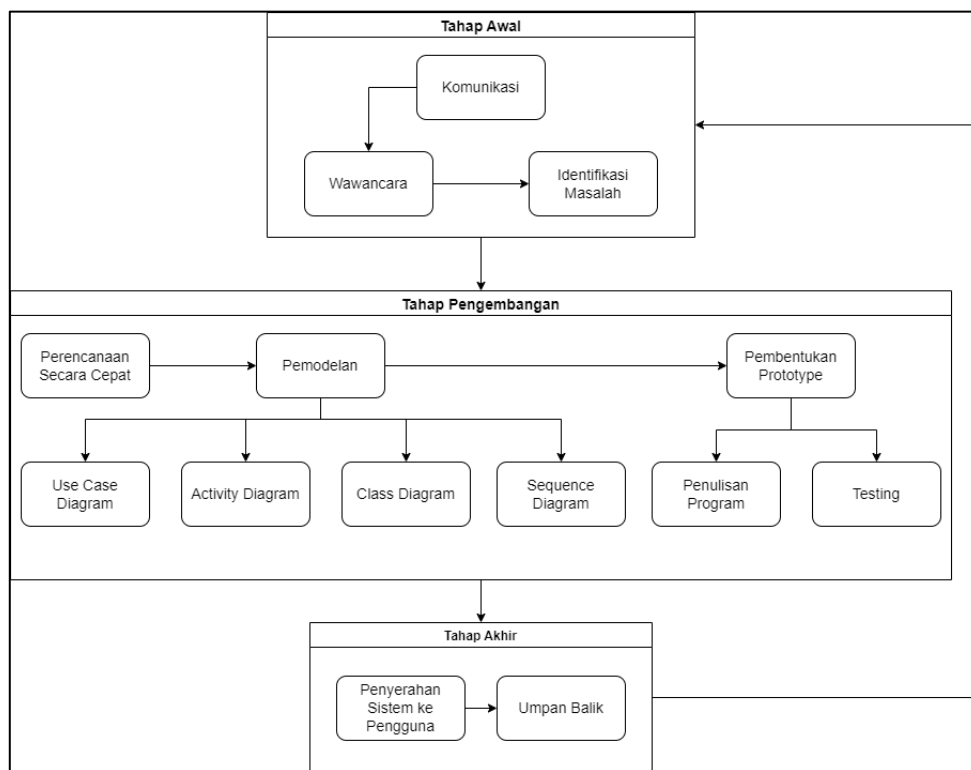 Tahap Awal
Komunikasi
Wawancara
Identifikasi
Masalah
Tahap Pengembangan
Perencanaan
Secara Cepat
Pemodelan
Pembentukan
Prototype
Use Case
Diagram
Activity Diagram
Class Diagram
Sequence
Diagram
Penulisan
Program
Testing
Tahap Akhir
Penyerahan
Sistem ke
Pengguna
Umpan Balik